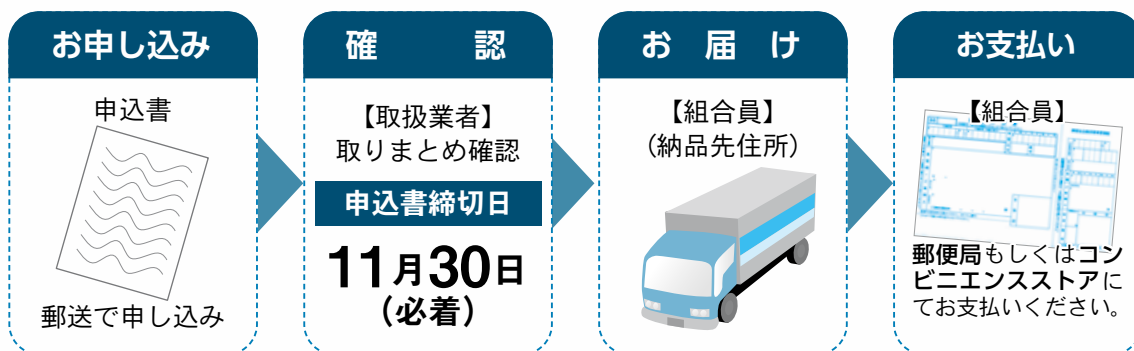 お申し込み
申込書
郵送で申し込み
確認
【取扱業者】
取りまとめ確認
申込書締切日
11月30日
（必着）
お届け
【組合員】
（納品先住所）
お支払い
【組合員】
郵便局もしくはコン
ビニエンスストアに
てお支払いください。